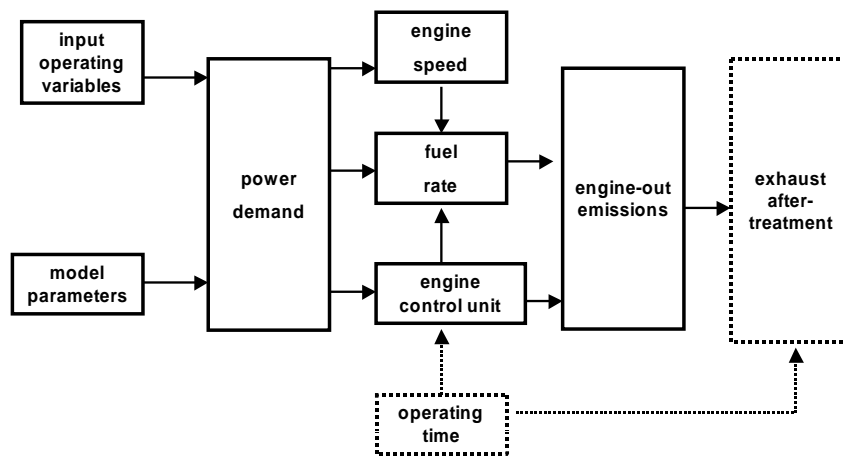 input
operating
variables
model
parameters
power
demand
engine
speed
fuel
rate
engine
control unit
operating
time
engine-out
emissions
exhaust
after-
treatment